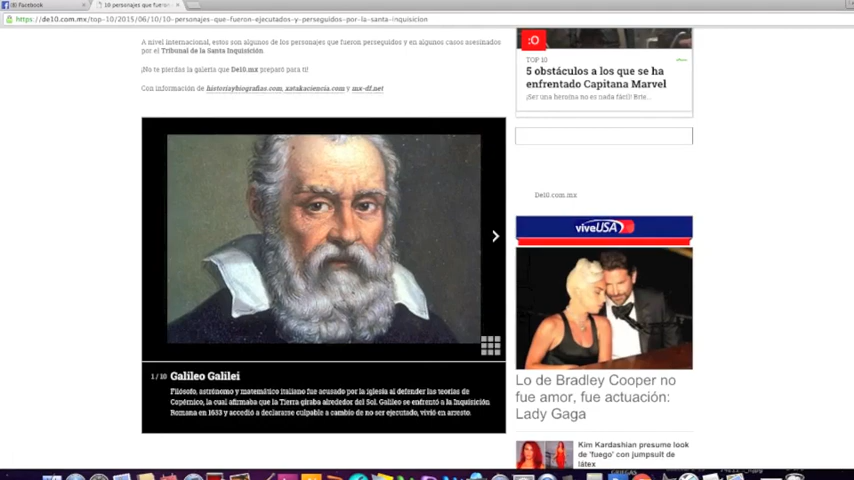 Facebook
10 personajes que fuero
https://de10.com.mx/top-10/2015/06/10/10-personajes-que-fueron-ejecutados-y-perseguidos-por-la-santa-inquisicion
A nivel internacional, estos son algunos de los personajes que fueron perseguidos y en algunos casos asesinados
por el Tribunal de la Santa Inquisición
¡No te pierdas la galería que De10.mx preparó para ti!
Con información de historiaybiografias.com, xatakaciencia.com y mx-df.net
1 / 10 Galileo Galilei
Filósofo, astrónomo y matemático italiano fue acusado por la iglesia al defender las teorías de
Copérnico, la cual afirmaba que la Tierra giraba alrededor del Sol. Galileo se enfrentó a la Inquisición
Romana en 1633 y accedió a declararse culpable a cambio de no ser ejecutado, vivió en arresto.
:O
TOP 10
5 obstáculos a los que se ha
enfrentado Capitana Marvel
¡Ser una heroína no es nada fácil! Brie...
De10.com.mx
viveUSA
Lo de Bradley Cooper no
fue amor, fue actuación:
Lady Gaga
Kim Kardashian presume look
de 'fuego' con jumpsuit de
látex